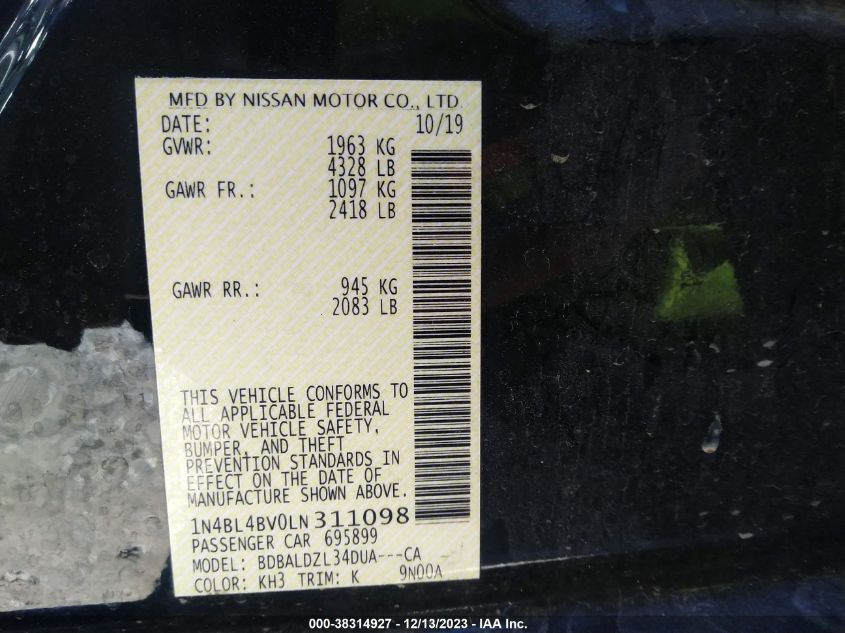 MFD BY NISSAN MOTOR CO., LTD.
DATE: 10/19
GVWR: 1963 KG
4328 LB
GAWR FR.: 1097 KG
2418 LB
GAWR RR.: 945 KG
2083 LB
THIS VEHICLE CONFORMS TO
ALL APPLICABLE FEDERAL
MOTOR VEHICLE SAFETY,
BUMPER, AND THEFT
PREVENTION STANDARDS IN
EFFECT ON THE DATE OF
MANUFACTURE SHOWN ABOVE.
1N4BL4BV0LN311098
PASSENGER CAR 695899
MODEL: BDBALDZL34DUA---CA -
COLOR: KH3 TRIM: K 9N00A
000-38314927 - 12/13/2023 - IAA Inc.